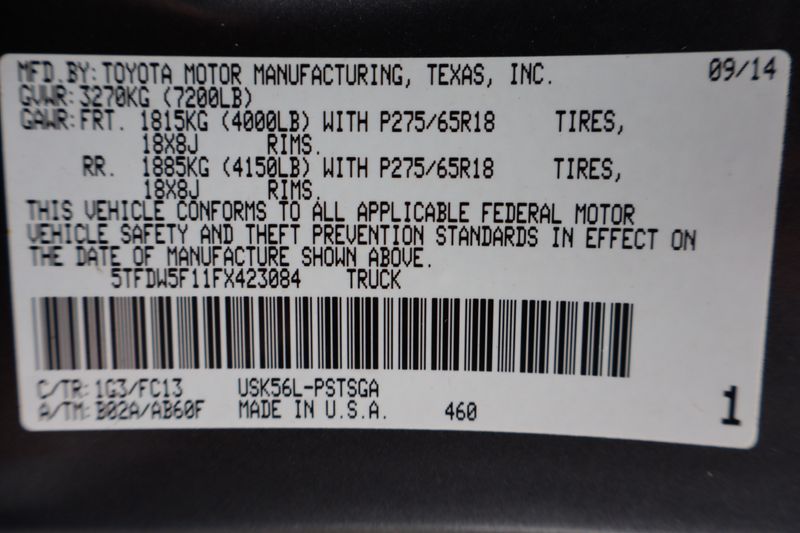 MFD.BY:TOYOTA MOTOR MANUFACTURING, TEXAS, INC. 09/14
GVWR:3270KG (7200LB)
GAWR:FRT. 1815KG (4000LB) WITH P275/65R18 TIRES,
18X8J RIMS.
RR. 1885KG (4150LB) WITH P275/65R18 TIRES,
18X8J RIMS.
THIS VEHICLE CONFORMS TO ALL APPLICABLE FEDERAL MOTOR
VEHICLE SAFETY AND THEFT PREVENTION STANDARDS IN EFFECT ON
THE DATE OF MANUFACTURE SHOWN ABOVE.
5TFDW5F11FX423084 TRUCK
C/TR:1G3/FC13 USK56L-PSTSGA
A/TM:B02A/AB60F MADE IN U.S.A. 460 1